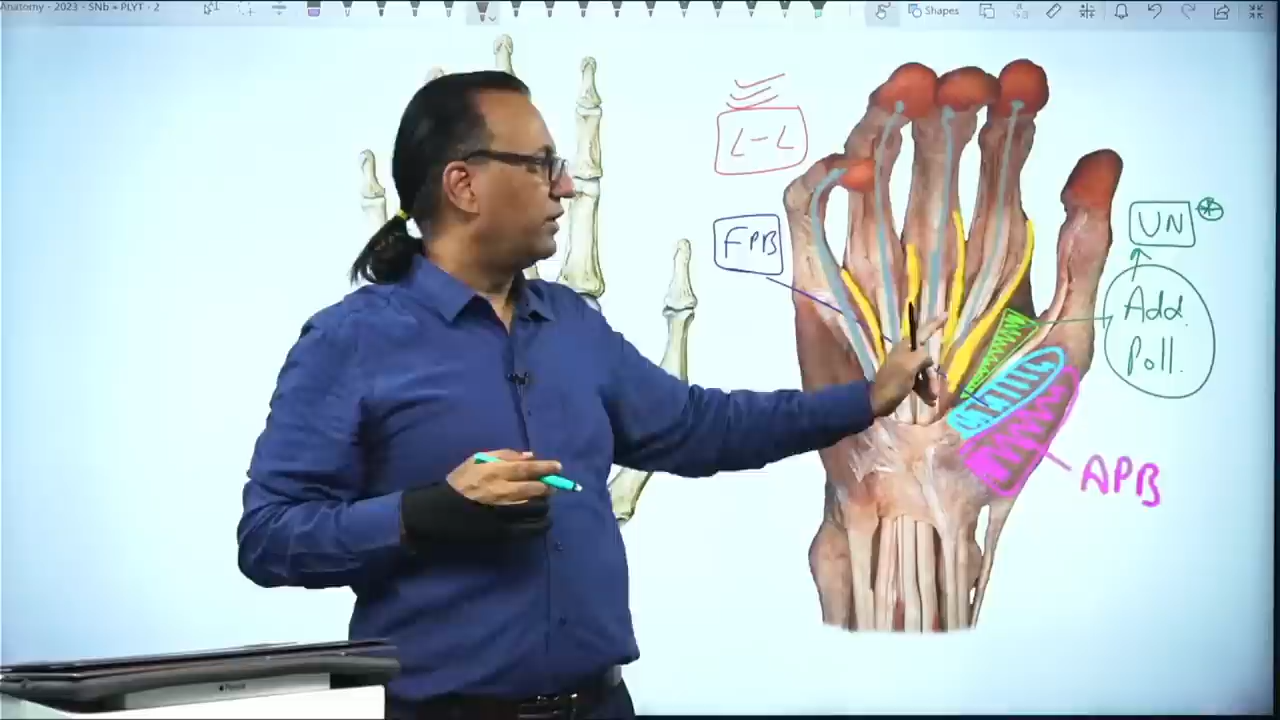 Anatomy - 2023 - SNb » PLYT - 2
Shapes
L-L
FPB
UN
Add.
Poll.
APB